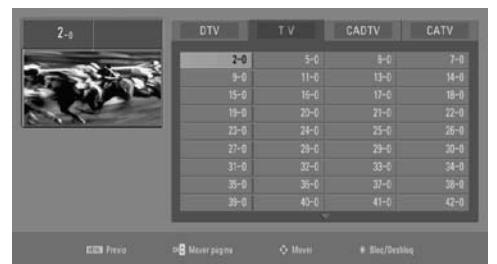 2-0
DTV TV CADTV CATV
2-0 5-0 6-0 7-0
9-0 11-0 13-0 14-0
15-0 16-0 17-0 18-0
19-0 20-0 21-0 22-0
23-0 24-0 25-0 26-0
27-0 28-0 29-0 30-0
31-0 32-0 33-0 34-0
35-0 36-0 37-0 38-0
39-0 40-0 41-0 42-0
Previo Mover página Mover Bloc/Desbloq